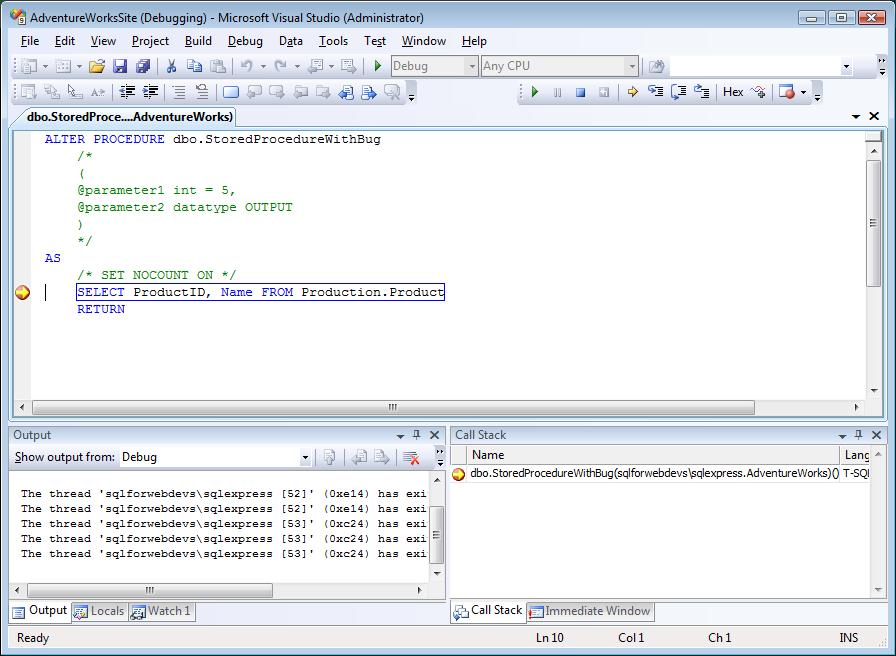 AdventureWorksSite (Debugging) - Microsoft Visual Studio (Administrator)
File Edit View Project Build Debug Data Tools Test Window Help
Debug Any CPU
Hex
dbo.StoredProce....AdventureWorks)
ALTER PROCEDURE dbo.StoredProcedureWithBug
/*
(
@parameter1 int = 5,
@parameter2 datatype OUTPUT
)
*/
AS
/* SET NOCOUNT ON */
SELECT ProductID, Name FROM Production.Product
RETURN
Output
Show output from: Debug
The thread 'sqlforwebdevs\sqlexpress [52]' (0xe14) has exi
The thread 'sqlforwebdevs\sqlexpress [52]' (0xe14) has exi
The thread 'sqlforwebdevs\sqlexpress [53]' (0xc24) has exi
The thread 'sqlforwebdevs\sqlexpress [53]' (0xc24) has exi
The thread 'sqlforwebdevs\sqlexpress [53]' (0xc24) has exi
Output Locals Watch 1
Call Stack
Name Lang
dbo.StoredProcedureWithBug(sqlforwebdevs\sqlexpress.AdventureWorks)() T-SQL
Call Stack Immediate Window
Ready Ln 10 Col 1 Ch 1 INS